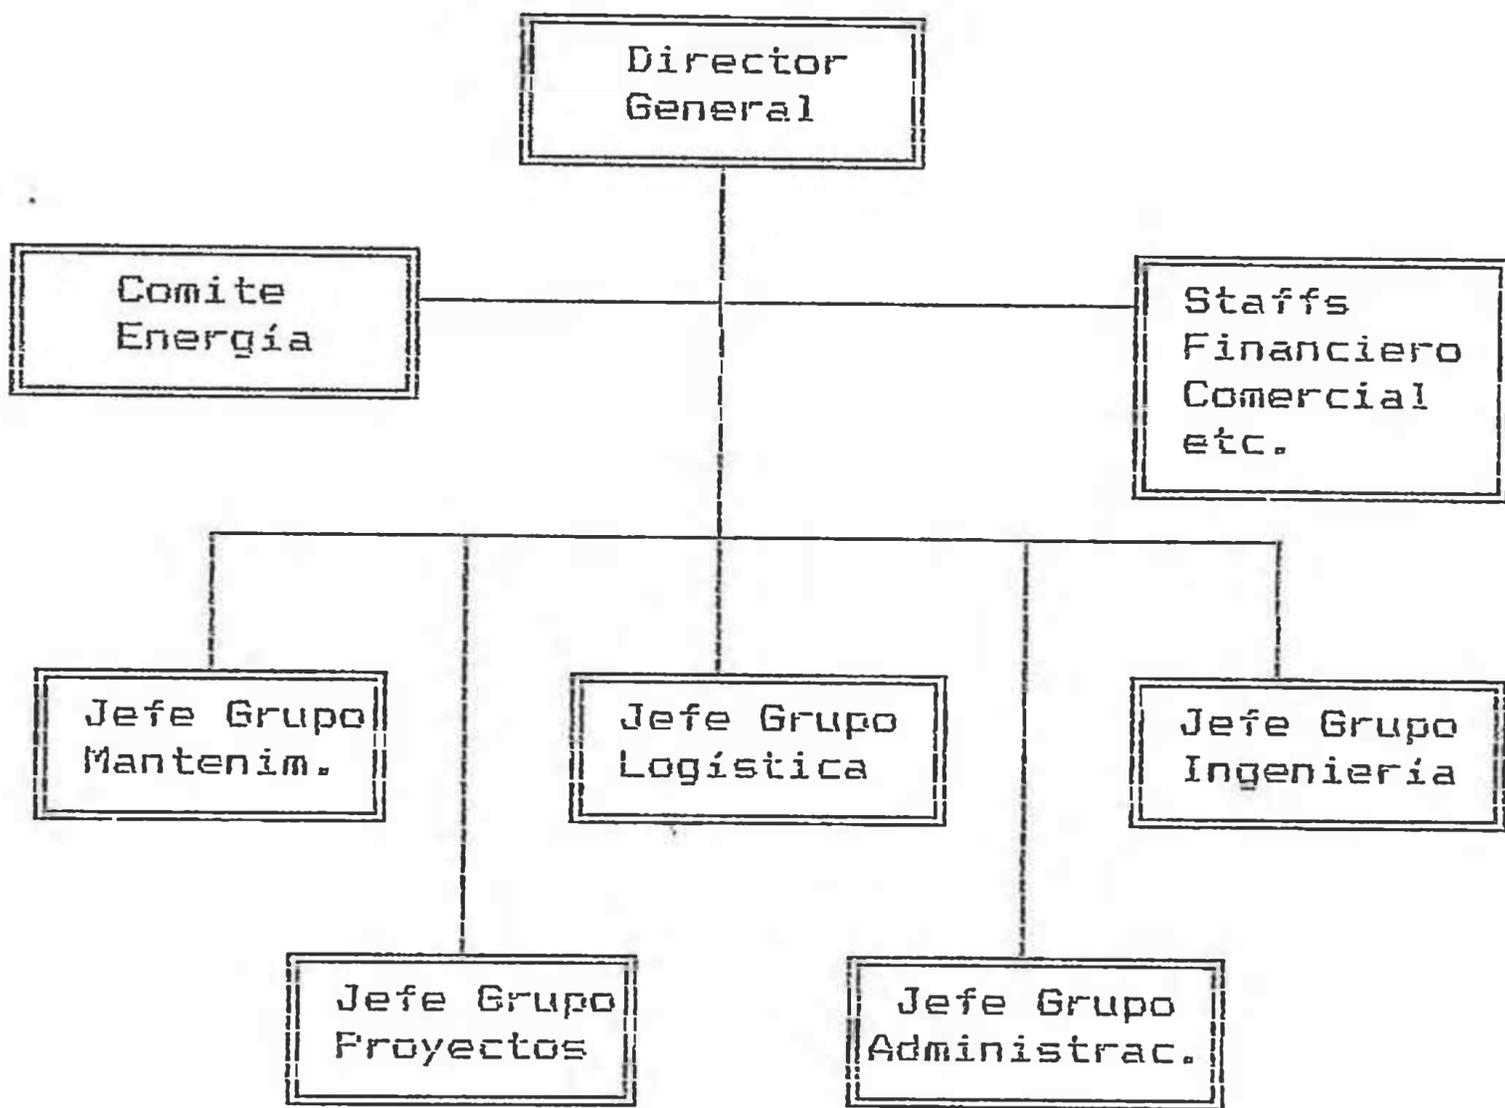 Director
General
Comite
Energía
Staffs
Financiero
Comercial
etc.
Jefe Grupo
Mantenim.
Jefe Grupo
Logística
Jefe Grupo
Ingeniería
Jefe Grupo
Proyectos
Jefe Grupo
Administrac.